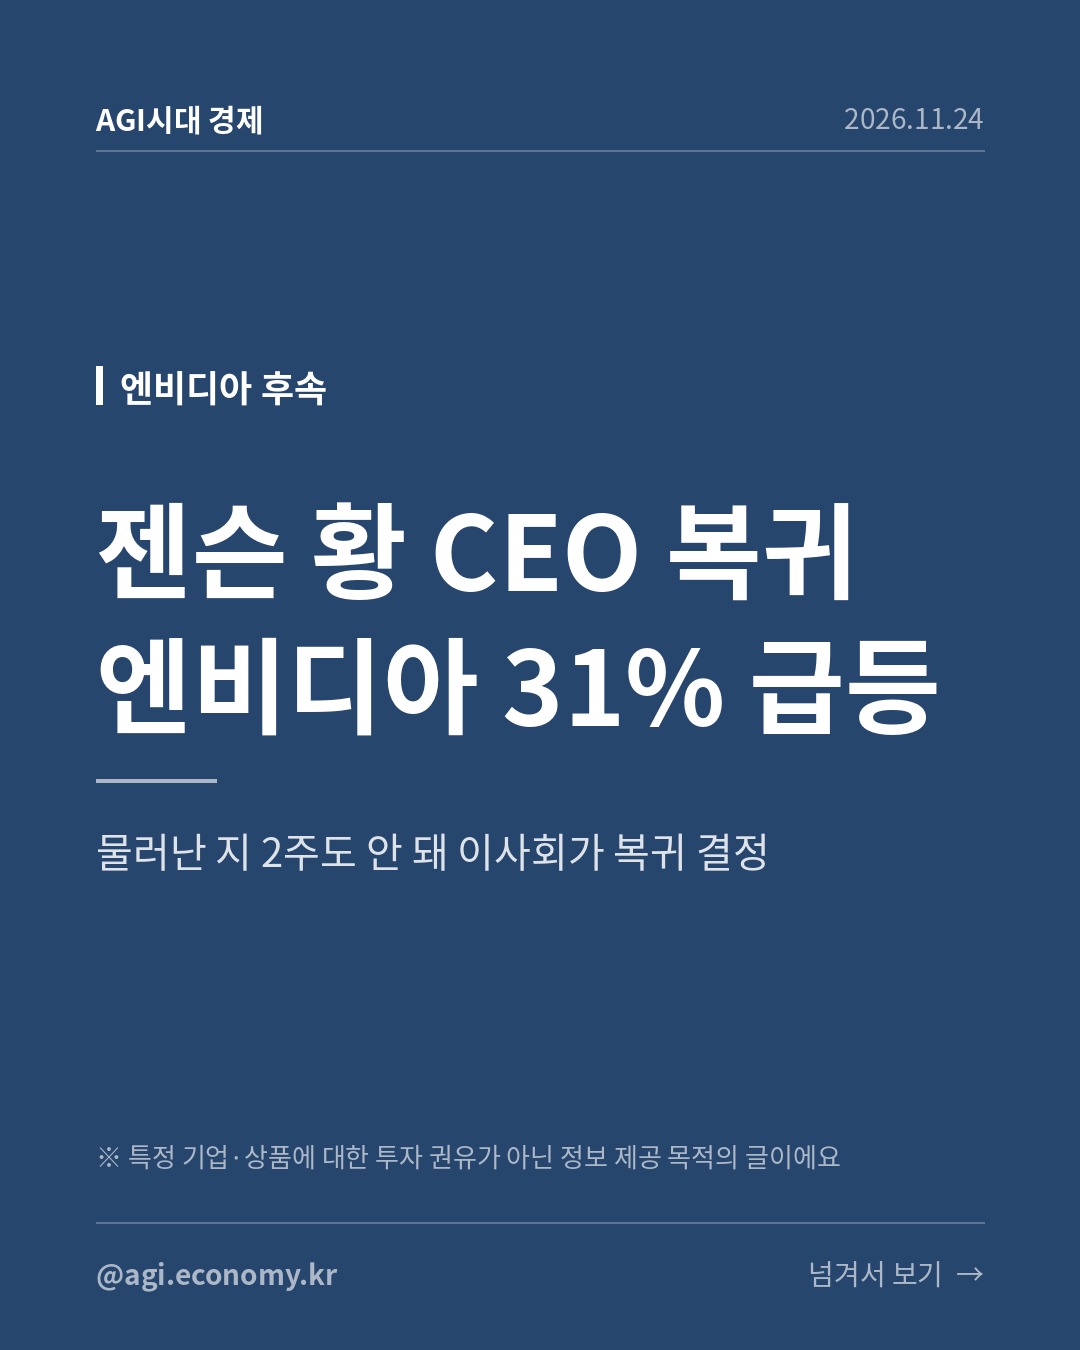 AGI시대 경제
2026.11.24
엔비디아 후속
젠슨 황 CEO 복귀
엔비디아 31% 급등
물러난 지 2주도 안 돼 이사회가 복귀 결정
※ 특정 기업·상품에 대한 투자 권유가 아닌 정보 제공 목적의 글이에요
@agi.economy.kr
넘겨서 보기 →